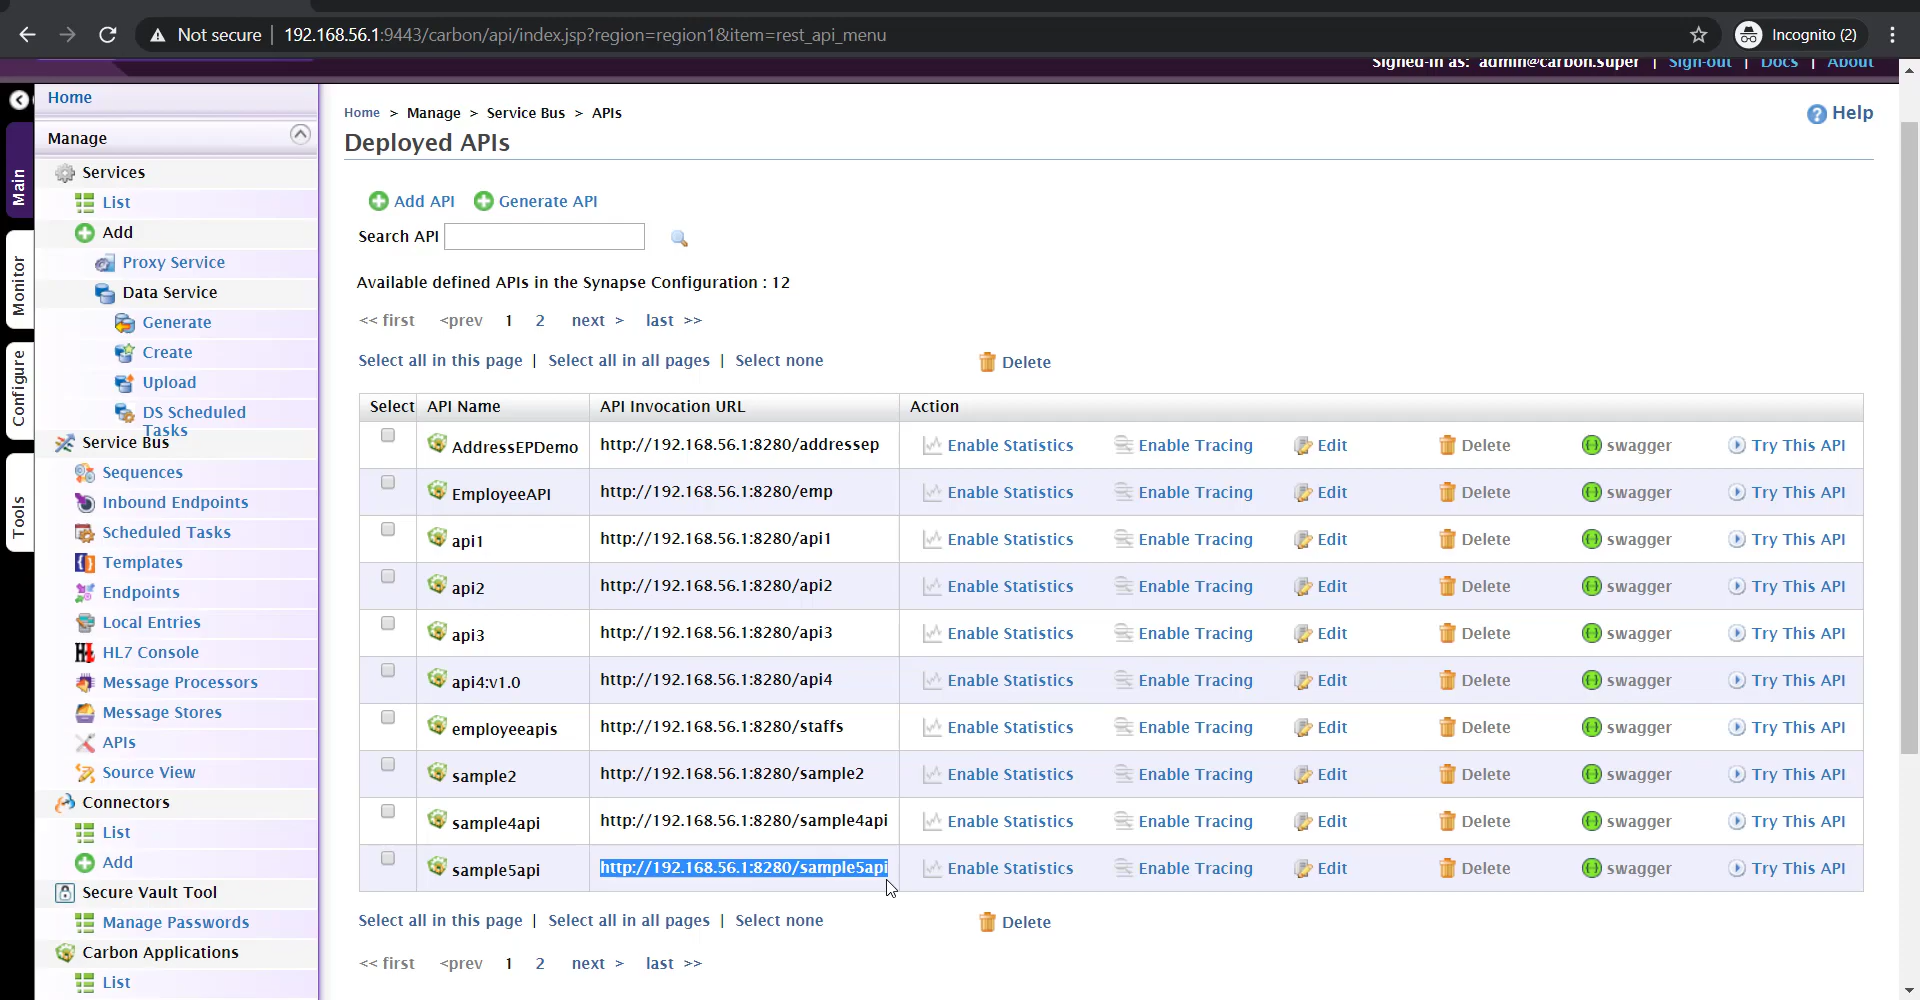 Not secure | 192.168.56.1:9443/carbon/api/index.jsp?region=region1&item=rest_api_menu
Incognito (2)
Signed-in as: admin@carbon.super | Sign-out | Docs | About
Main
Monitor
Configure
Tools
Home
Manage
Services
List
Add
Proxy Service
Data Service
Generate
Create
Upload
DS Scheduled
Tasks
Service Bus
Sequences
Inbound Endpoints
Scheduled Tasks
Templates
Endpoints
Local Entries
HL7 Console
Message Processors
Message Stores
APIs
Source View
Connectors
List
Add
Secure Vault Tool
Manage Passwords
Carbon Applications
List
Home > Manage > Service Bus > APIs
Help
Deployed APIs
Add API Generate API
Search API
Available defined APIs in the Synapse Configuration : 12
<< first <prev 1 2 next > last >>
Select all in this page | Select all in all pages | Select none Delete
Select API Name API Invocation URL Action
AddressEPDemo http://192.168.56.1:8280/addressep Enable Statistics Enable Tracing Edit Delete swagger Try This API
EmployeeAPI http://192.168.56.1:8280/emp Enable Statistics Enable Tracing Edit Delete swagger Try This API
api1 http://192.168.56.1:8280/api1 Enable Statistics Enable Tracing Edit Delete swagger Try This API
api2 http://192.168.56.1:8280/api2 Enable Statistics Enable Tracing Edit Delete swagger Try This API
api3 http://192.168.56.1:8280/api3 Enable Statistics Enable Tracing Edit Delete swagger Try This API
api4:v1.0 http://192.168.56.1:8280/api4 Enable Statistics Enable Tracing Edit Delete swagger Try This API
employeeapis http://192.168.56.1:8280/staffs Enable Statistics Enable Tracing Edit Delete swagger Try This API
sample2 http://192.168.56.1:8280/sample2 Enable Statistics Enable Tracing Edit Delete swagger Try This API
sample4api http://192.168.56.1:8280/sample4api Enable Statistics Enable Tracing Edit Delete swagger Try This API
sample5api http://192.168.56.1:8280/sample5api Enable Statistics Enable Tracing Edit Delete swagger Try This API
Select all in this page | Select all in all pages | Select none Delete
<< first <prev 1 2 next > last >>